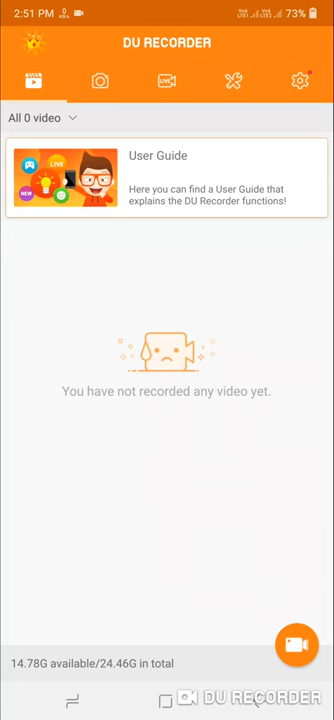 2:51 PM
73%
DU RECORDER
LIVE
All 0 video
LIVE
NEW
User Guide
Here you can find a User Guide that
explains the DU Recorder functions!
You have not recorded any video yet.
14.78G available/24.46G in total
DU RECORDER